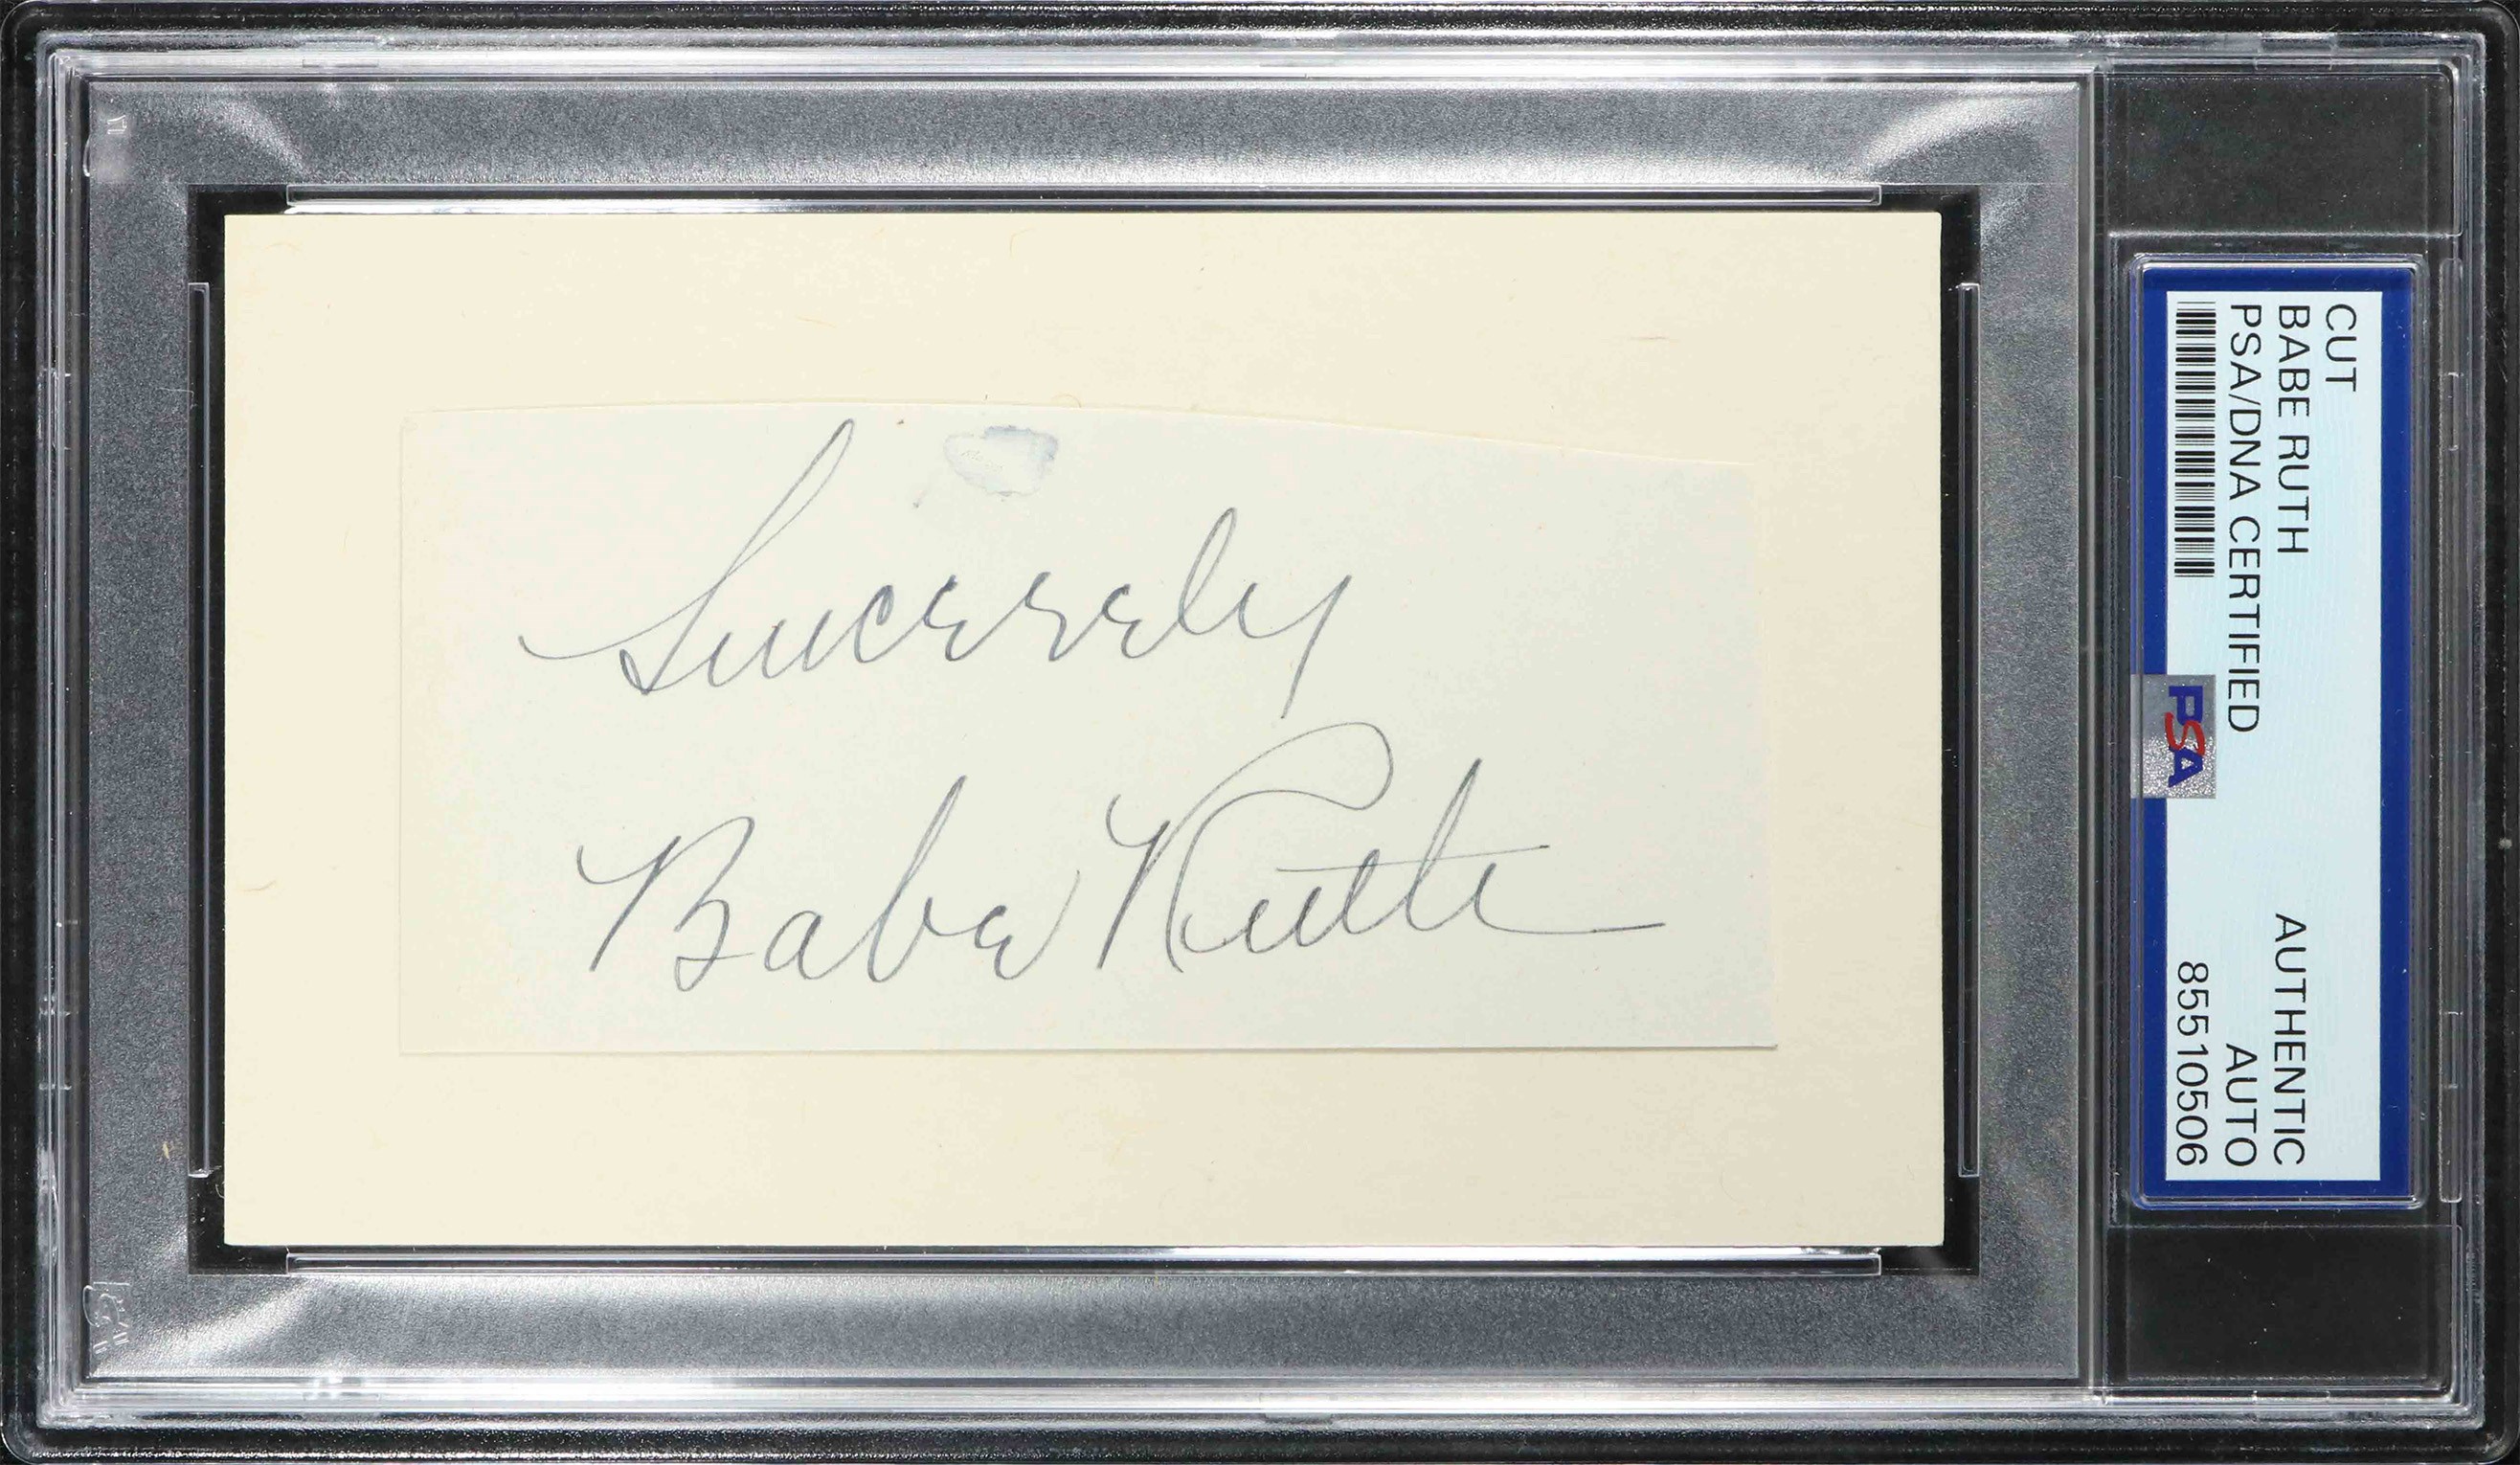 Sincerely
Babe Ruth
CUT
BABE RUTH
PSA/DNA CERTIFIED
AUTHENTIC
AUTO
85510506
PSA